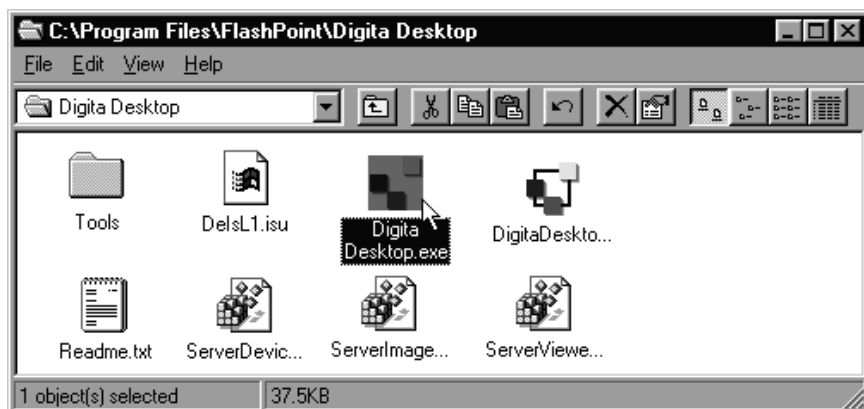 C:\Program Files\FlashPoint\Digita Desktop
File Edit View Help
Digita Desktop
Tools
DelsL1.isu
Digita
Desktop.exe
DigitaDeskto...
Readme.txt
ServerDevic...
ServerImage...
ServerViewe...
1 object(s) selected
37.5KB